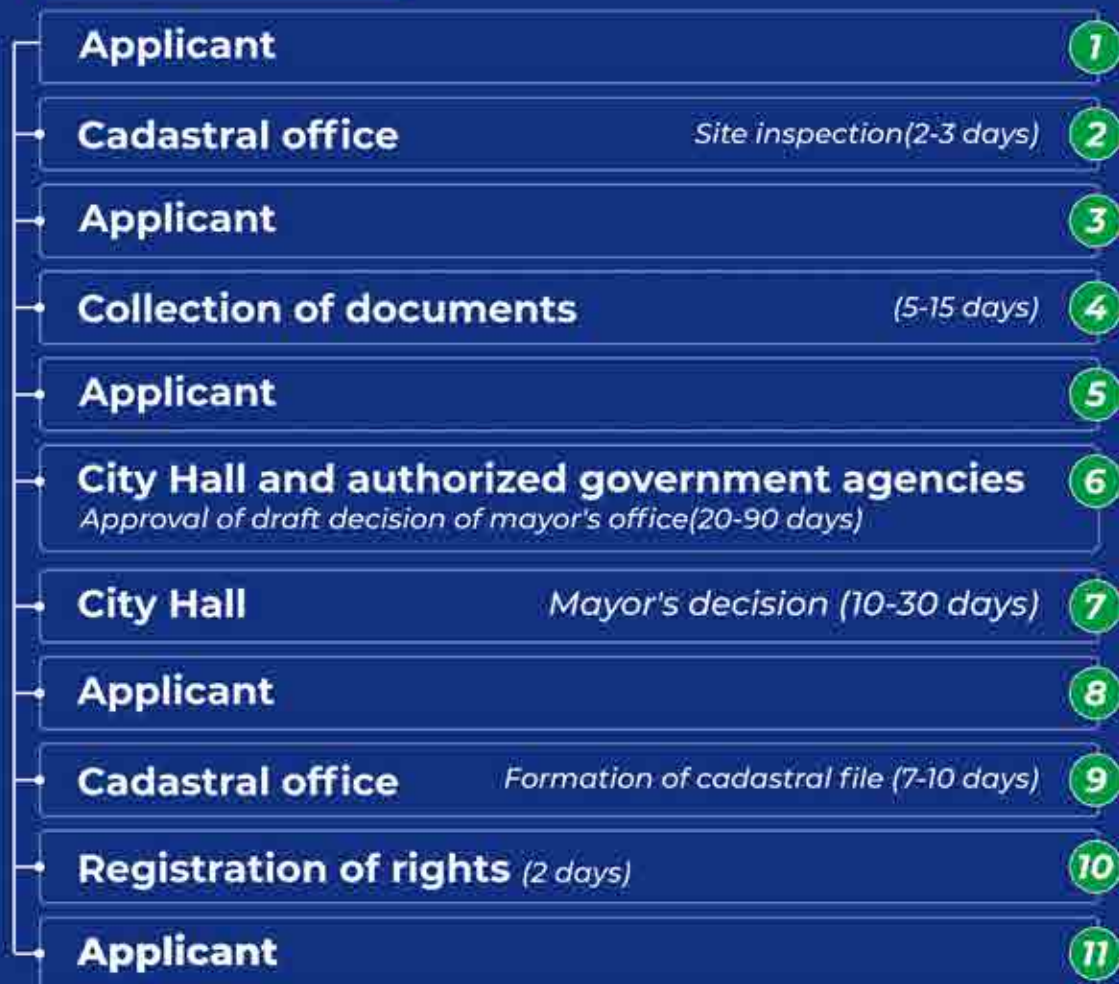 Applicant 1
Cadastral office Site inspection(2-3 days) 2
Applicant 3
Collection of documents (5-15 days) 4
Applicant 5
City Hall and authorized government agencies 6
Approval of draft decision of mayor's office(20-90 days)
City Hall Mayor's decision (10-30 days) 7
Applicant 8
Cadastral office Formation of cadastral file (7-10 days) 9
Registration of rights (2 days) 10
Applicant 11